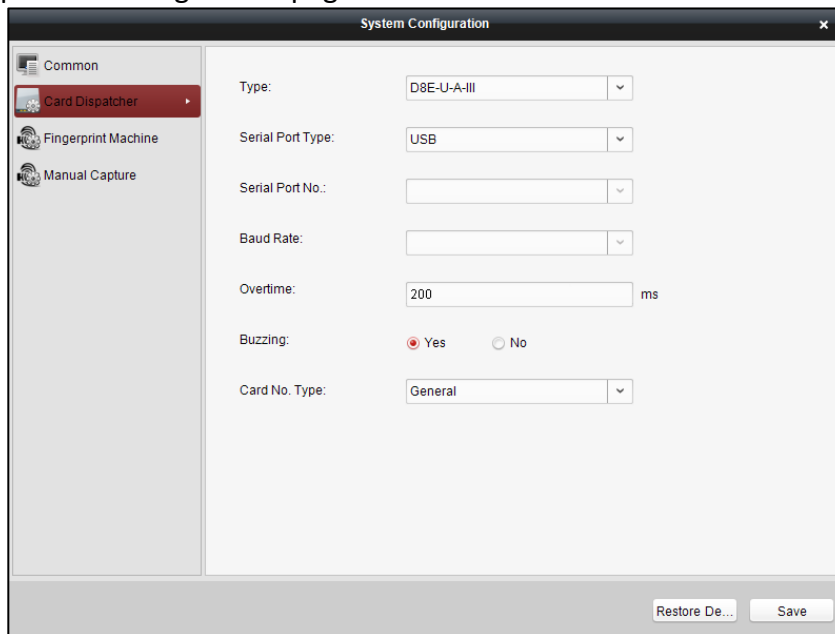 System Configuration
Common
Card Dispatcher
Fingerprint Machine
Manual Capture
Type: D8E-U-A-III
Serial Port Type: USB
Serial Port No.:
Baud Rate:
Overtime: 200 ms
Buzzing: Yes No
Card No. Type: General
Restore De... Save